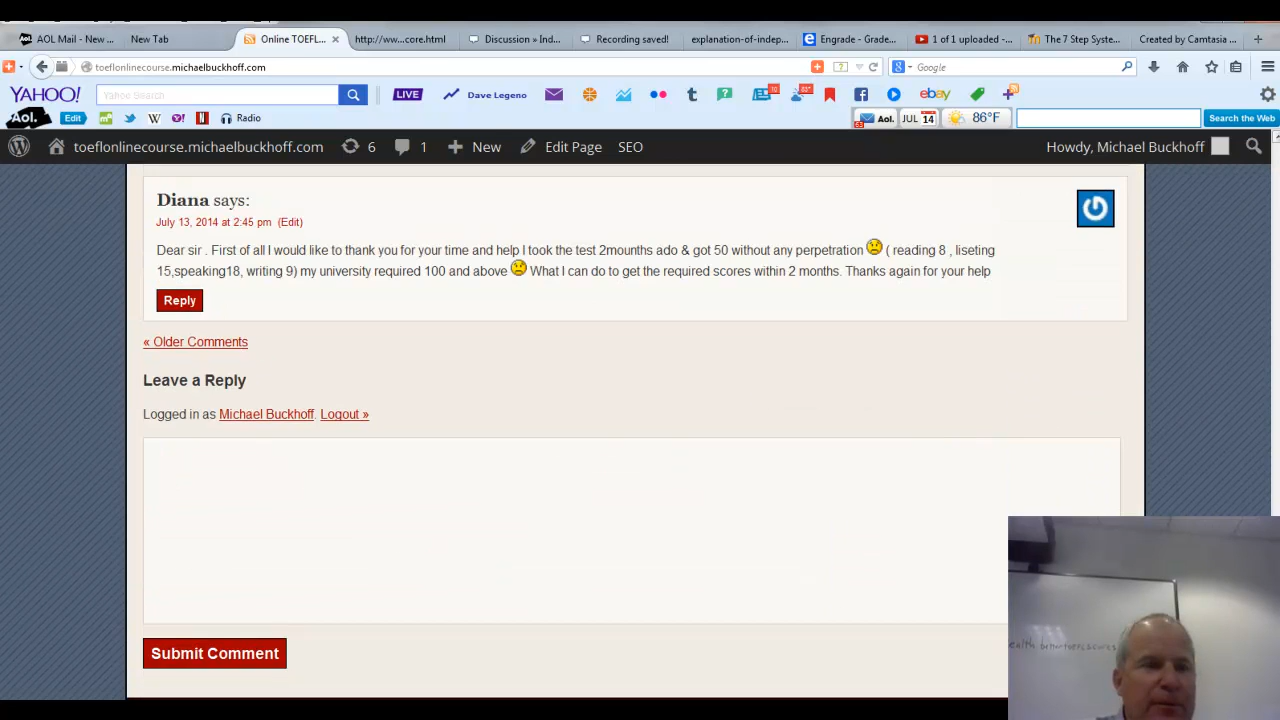 AOL Mail - New ...
New Tab
Online TOEFL...
http://ww...core.html
Discussion » Ind...
Recording saved!
explanation-of-indep...
Engrade - Grade...
1 of 1 uploaded -...
The 7 Step Syste...
Created by Camtasia ...
toeflonlinecourse.michaelbuckhoff.com
Google
YAHOO!
Yahoo Search
LIVE
Dave Legeno
10
83°
ebay
Aol.
Edit
Radio
Aol.
JUL 14
86°F
Search the Web
toeflonlinecourse.michaelbuckhoff.com
6
1
New
Edit Page
SEO
Howdy, Michael Buckhoff
Diana says:
July 13, 2014 at 2:45 pm (Edit)
Dear sir . First of all I would like to thank you for your time and help I took the test 2mounths ado & got 50 without any perpetration ( reading 8 , liseting
15,speaking18, writing 9) my university required 100 and above What I can do to get the required scores within 2 months. Thanks again for your help
Reply
« Older Comments
Leave a Reply
Logged in as Michael Buckhoff. Logout »
Submit Comment